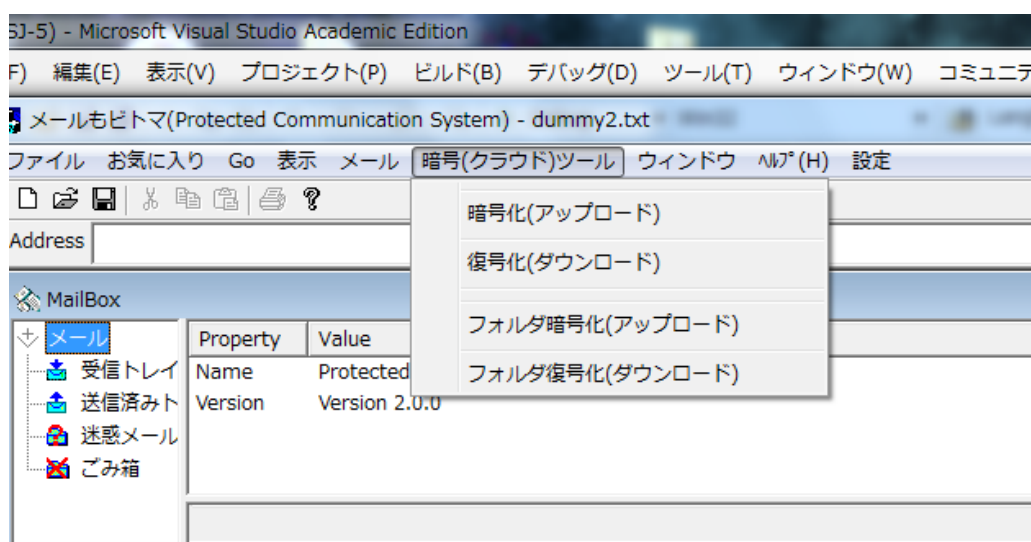 SJ-5) - Microsoft Visual Studio Academic Edition
F) 編集(E) 表示(V) プロジェクト(P) ビルド(B) デバッグ(D) ツール(T) ウィンドウ(W) コミュニテ
メールもビトマ(Protected Communication System) - dummy2.txt
ファイル お気に入り Go 表示 メール 暗号(クラウド)ツール ウィンドウ ヘルプ(H) 設定
暗号化(アップロード)
Address
復号化(ダウンロード)
MailBox
フォルダ暗号化(アップロード)
メール Property Value
フォルダ復号化(ダウンロード)
受信トレイ Name Protected
送信済みト Version Version 2.0.0
迷惑メール
ごみ箱